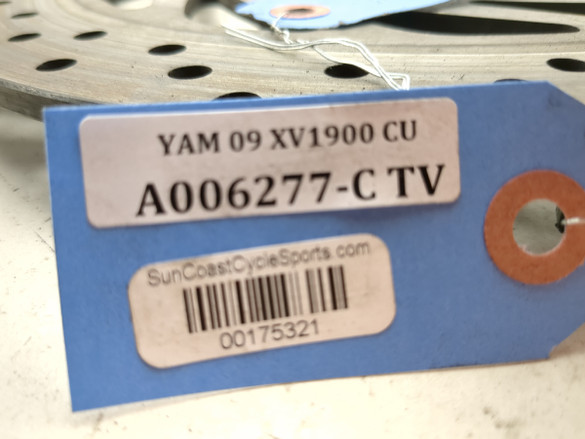 YAM 09 XV1900 CU
A006277-C TV
SunCoastCycleSports.com
00175321